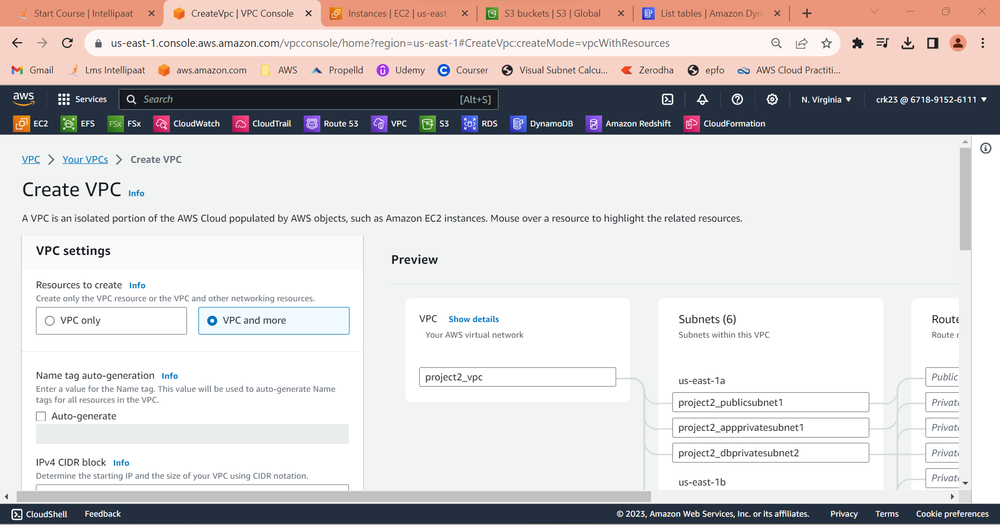 Start Course | Intellipaat
CreateVpc | VPC Console
Instances | EC2 | us-east-
S3 buckets | S3 | Global
List tables | Amazon Dyn
us-east-1.console.aws.amazon.com/vpcconsole/home?region=us-east-1#CreateVpc:createMode=vpcWithResources
Gmail
Lms Intellipaat
aws.amazon.com
AWS
Propelld
Udemy
Courser
Visual Subnet Calcu...
Zerodha
epfo
AWS Cloud Practiti...
aws
Services
Search
[Alt+S]
N. Virginia
crk23 @ 6718-9152-6111
EC2
EFS
FSx
FSx
CloudWatch
CloudTrail
53
Route 53
VPC
S3
RDS
DynamoDB
Amazon Redshift
CloudFormation
VPC
Your VPCs
Create VPC
Create VPC Info
A VPC is an isolated portion of the AWS Cloud populated by AWS objects, such as Amazon EC2 instances. Mouse over a resource to highlight the related resources.
VPC settings
Resources to create Info
Create only the VPC resource or the VPC and other networking resources.
VPC only
VPC and more
Name tag auto-generation Info
Enter a value for the Name tag. This value will be used to auto-generate Name
tags for all resources in the VPC.
Auto-generate
IPv4 CIDR block Info
Determine the starting IP and the size of your VPC using CIDR notation.
Preview
VPC Show details
Your AWS virtual network
project2_vpc
Subnets (6)
Subnets within this VPC
us-east-1a
project2_publicsubnet1
project2_appprivatesubnet1
project2_dbprivatesubnet2
us-east-1b
Route
Route
Public
Privat
Privat
Privat
Privat
CloudShell
Feedback
© 2023, Amazon Web Services, Inc. or its affiliates.
Privacy
Terms
Cookie preferences